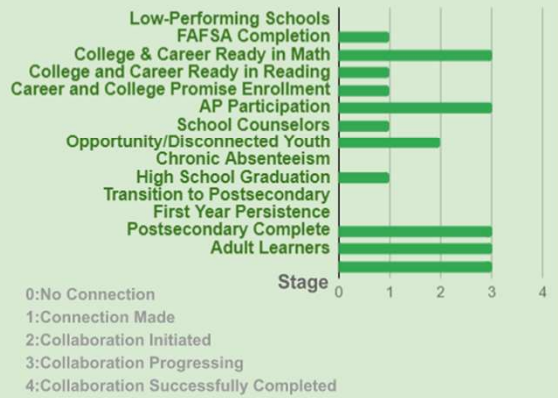 Low-Performing Schools
FAFSA Completion
College & Career Ready in Math
College and Career Ready in Reading
Career and College Promise Enrollment
AP Participation
School Counselors
Opportunity/Disconnected Youth
Chronic Absenteeism
High School Graduation
Transition to Postsecondary
First Year Persistence
Postsecondary Complete
Adult Learners
Stage
0 1 2 3 4
0:No Connection
1:Connection Made
2:Collaboration Initiated
3:Collaboration Progressing
4:Collaboration Successfully Completed